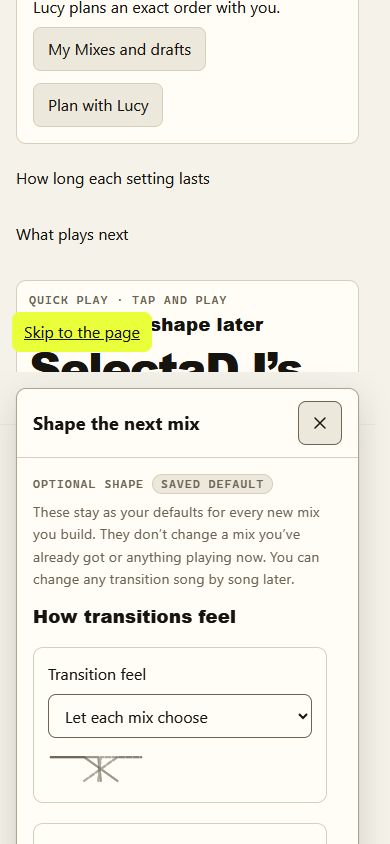 Lucy plans an exact order with you.
My Mixes and drafts
Plan with Lucy
How long each setting lasts
What plays next
QUICK PLAY · TAP AND PLAY
shape later
Skip to the page
SelectaDJ's
Shape the next mix
OPTIONAL SHAPE SAVED DEFAULT
These stay as your defaults for every new mix
you build. They don’t change a mix you’ve
already got or anything playing now. You can
change any transition song by song later.
How transitions feel
Transition feel
Let each mix choose